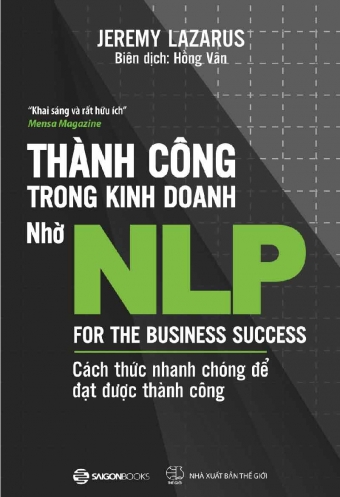 JEREMY LAZARUS
Biên dịch: Hồng Vân
“Khai sáng và rất hữu ích”
Mensa Magazine
THÀNH CÔNG
TRONG KINH DOANH
Nhờ
NLP
FOR THE BUSINESS SUCCESS
Cách thức nhanh chóng để
đạt được thành công
SAIGONBOOKS
NHÀ XUẤT BẢN THẾ GIỚI